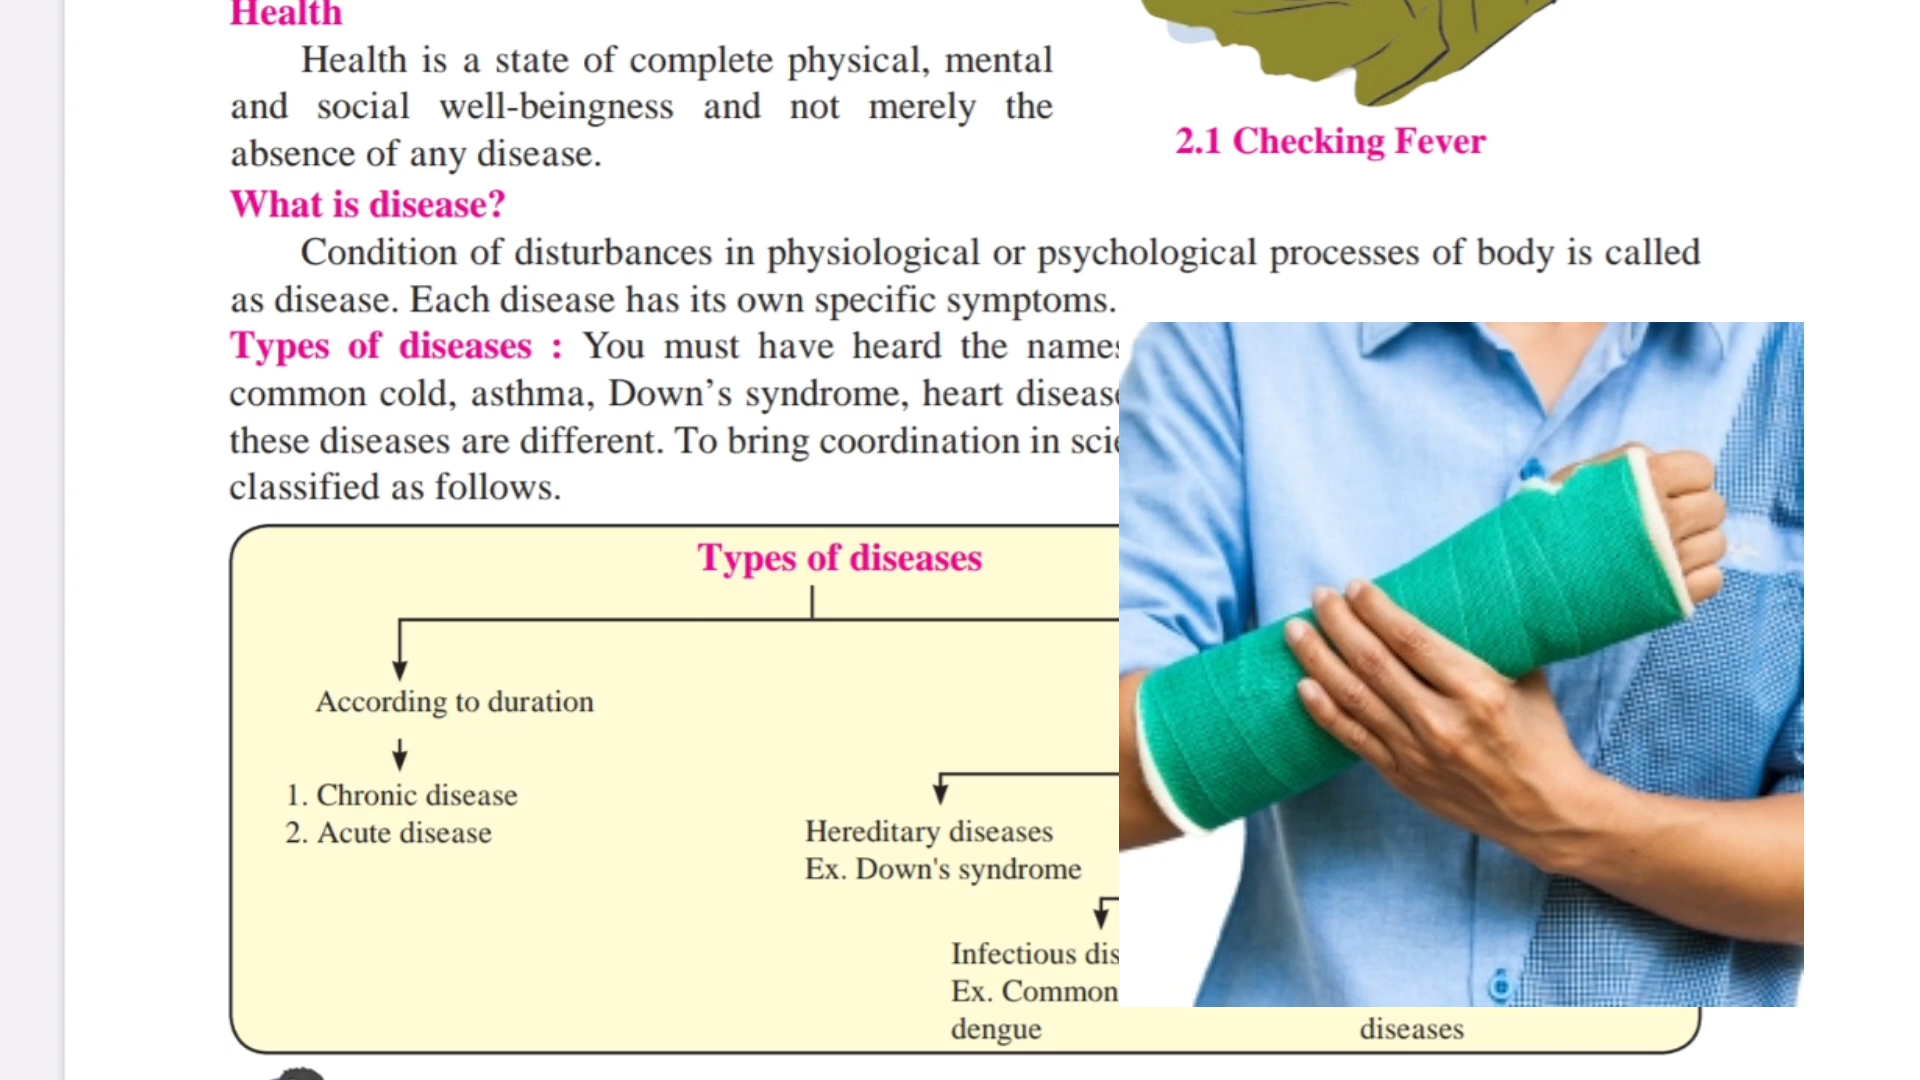 Health
Health is a state of complete physical, mental
and social well-beingness and not merely the
absence of any disease.
2.1 Checking Fever
What is disease?
Condition of disturbances in physiological or psychological processes of body is called
as disease. Each disease has its own specific symptoms.
Types of diseases : You must have heard the
common cold, asthma, Down’s syndrome, heart
these diseases are different. To bring coordination in
classified as follows.
Types of diseases
According to duration
1. Chronic disease
2. Acute disease
Hereditary diseases
Ex. Down's syndrome
Infectious
Ex. Common
dengue
diseases